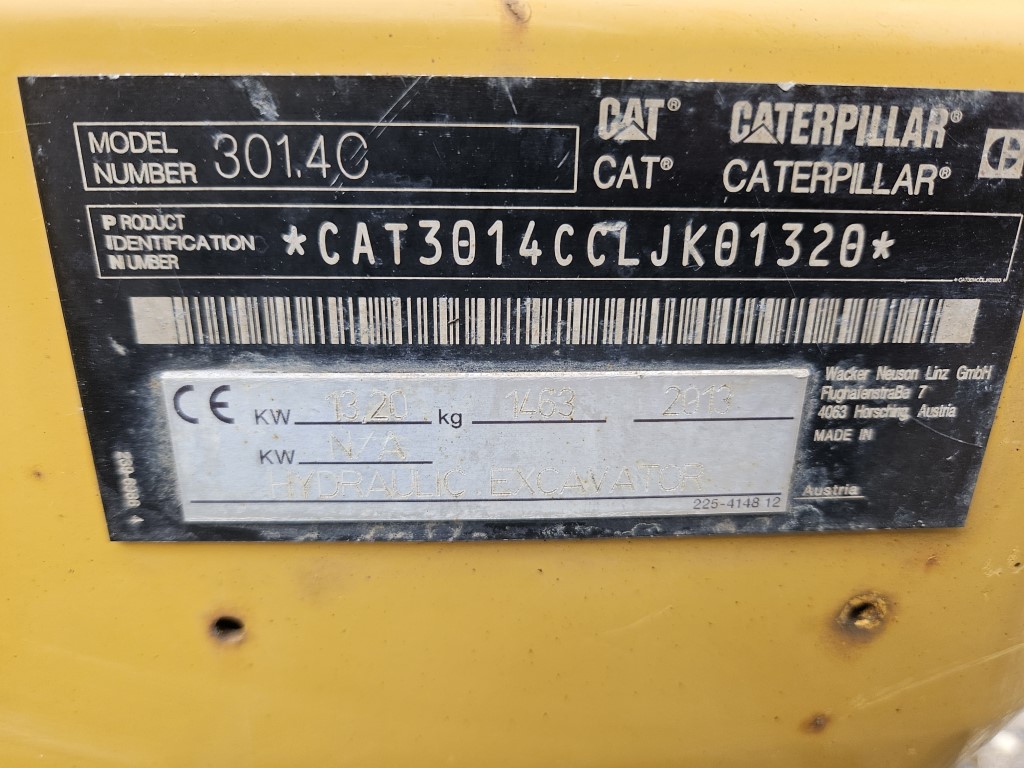 CAT® CATERPILLAR®
MODEL NUMBER 301.4C
CAT® CATERPILLAR®
PRODUCT IDENTIFICATION NUMBER *CAT3014CCLJK01320*
Wacker Neuson Linz GmbH
Flughafenstraße 7
4063 Hörsching, Austria
MADE IN
Austria
CE KW 13,20 kg 1463 2013
KW N/A
HYDRAULIC EXCAVATOR
225-4148 12